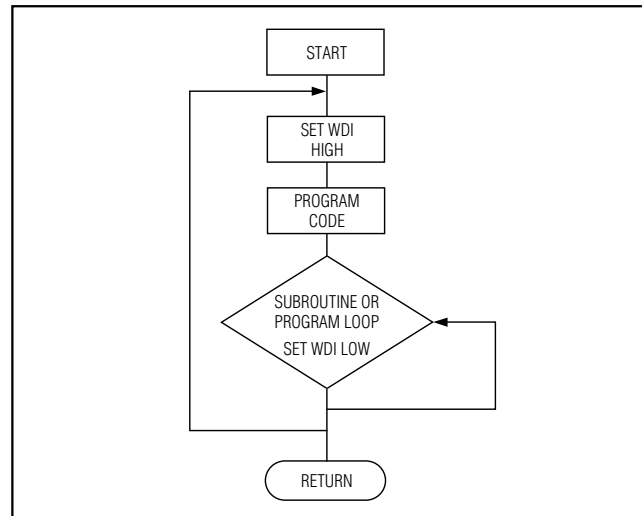 START
SET WDI
HIGH
PROGRAM
CODE
SUBROUTINE OR
PROGRAM LOOP
SET WDI LOW
RETURN